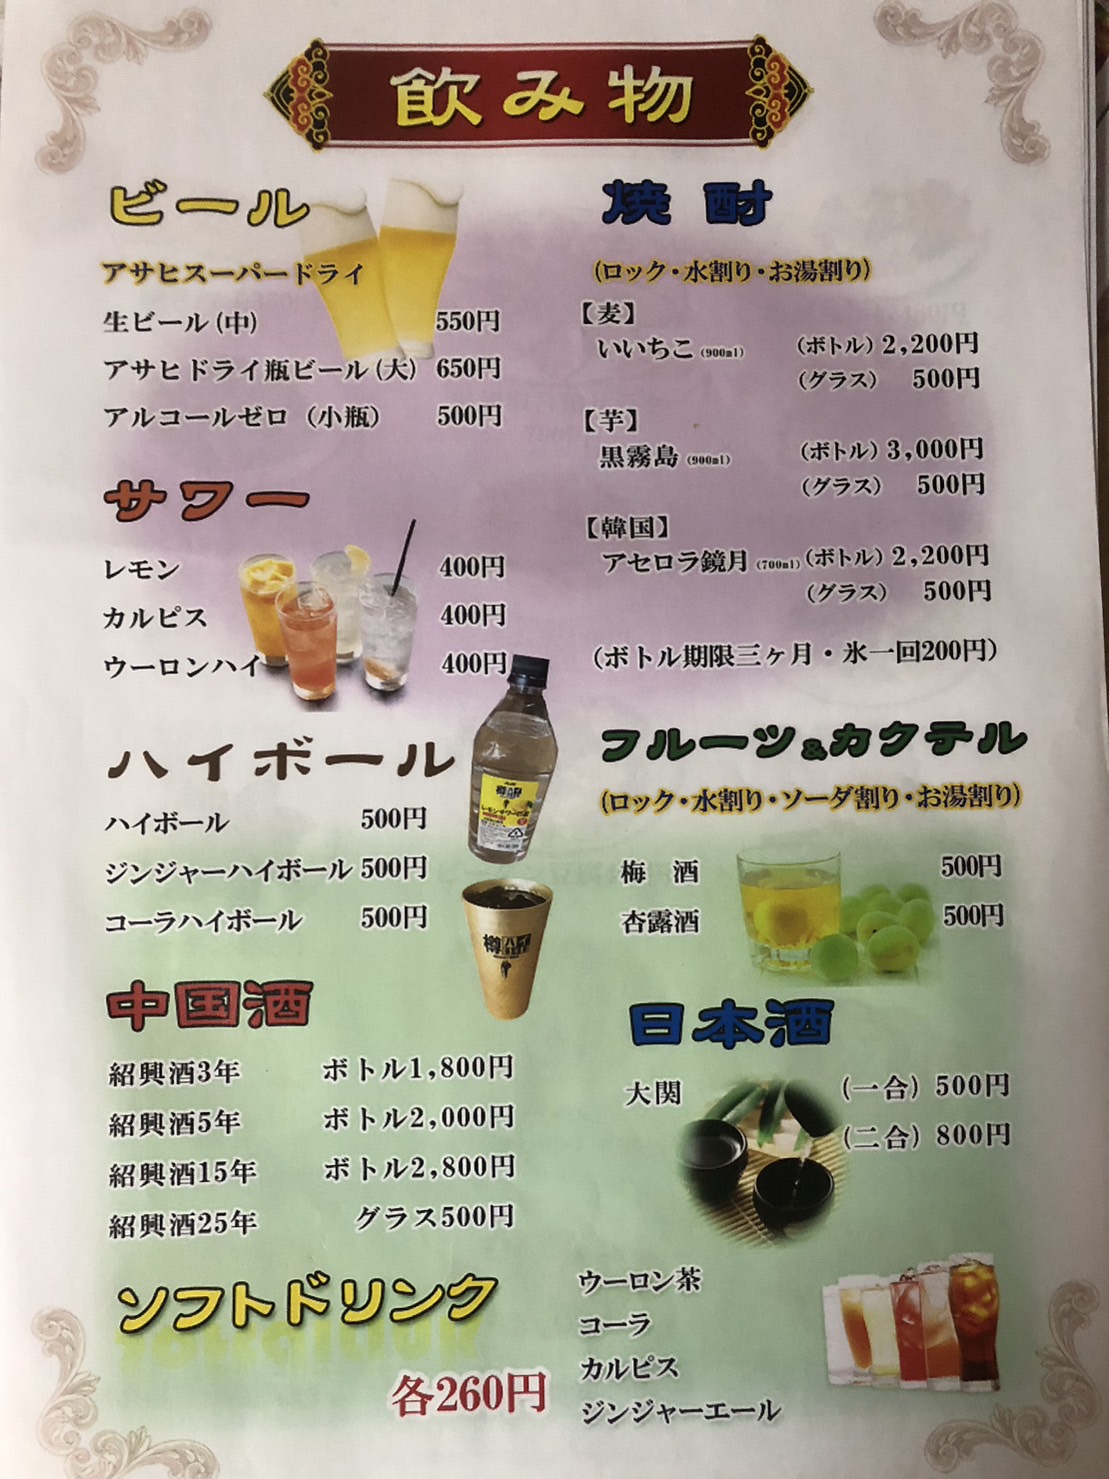 飲み物
ビール
アサヒスーパードライ
生ビール(中) 550円
アサヒドライ瓶ビール(大) 650円
アルコールゼロ（小瓶） 500円
サワー
レモン 400円
カルピス 400円
ウーロンハイ 400円
ハイボール
ハイボール 500円
ジンジャーハイボール 500円
コーラハイボール 500円
中国酒
紹興酒3年 ボトル1,800円
紹興酒5年 ボトル2,000円
紹興酒15年 ボトル2,800円
紹興酒25年 グラス500円
焼酎
(ロック・水割り・お湯割り)
【麦】
いいちこ (900ml) (ボトル) 2,200円
(グラス) 500円
【芋】
黒霧島 (900ml) (ボトル) 3,000円
(グラス) 500円
【韓国】
アセロラ鏡月 (700ml) (ボトル) 2,200円
(グラス) 500円
(ボトル期限三ヶ月・氷一回200円)
フルーツ&カクテル
(ロック・水割り・ソーダ割り・お湯割り)
梅 酒 500円
杏露酒 500円
日本酒
大関 (一合) 500円
(二合) 800円
ソフトドリンク
各260円
ウーロン茶
コーラ
カルピス
ジンジャーエール
樽ハイ
レモンサワー
樽ハイ